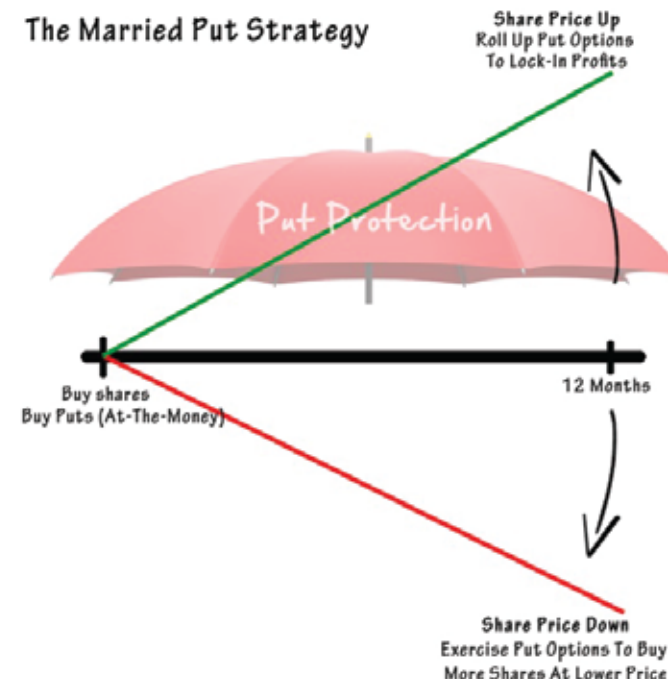 The Married Put Strategy
Share Price Up
Roll Up Put Options
To Lock-In Profits
Put Protection
Buy shares
Buy Puts (At-The-Money)
12 Months
Share Price Down
Exercise Put Options To Buy
More Shares At Lower Price